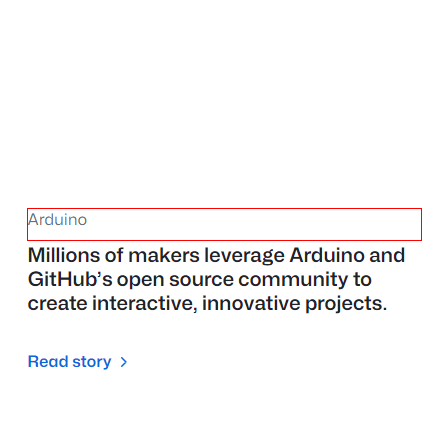 Arduino
Millions of makers leverage Arduino and
GitHub’s open source community to
create interactive, innovative projects.
Read story